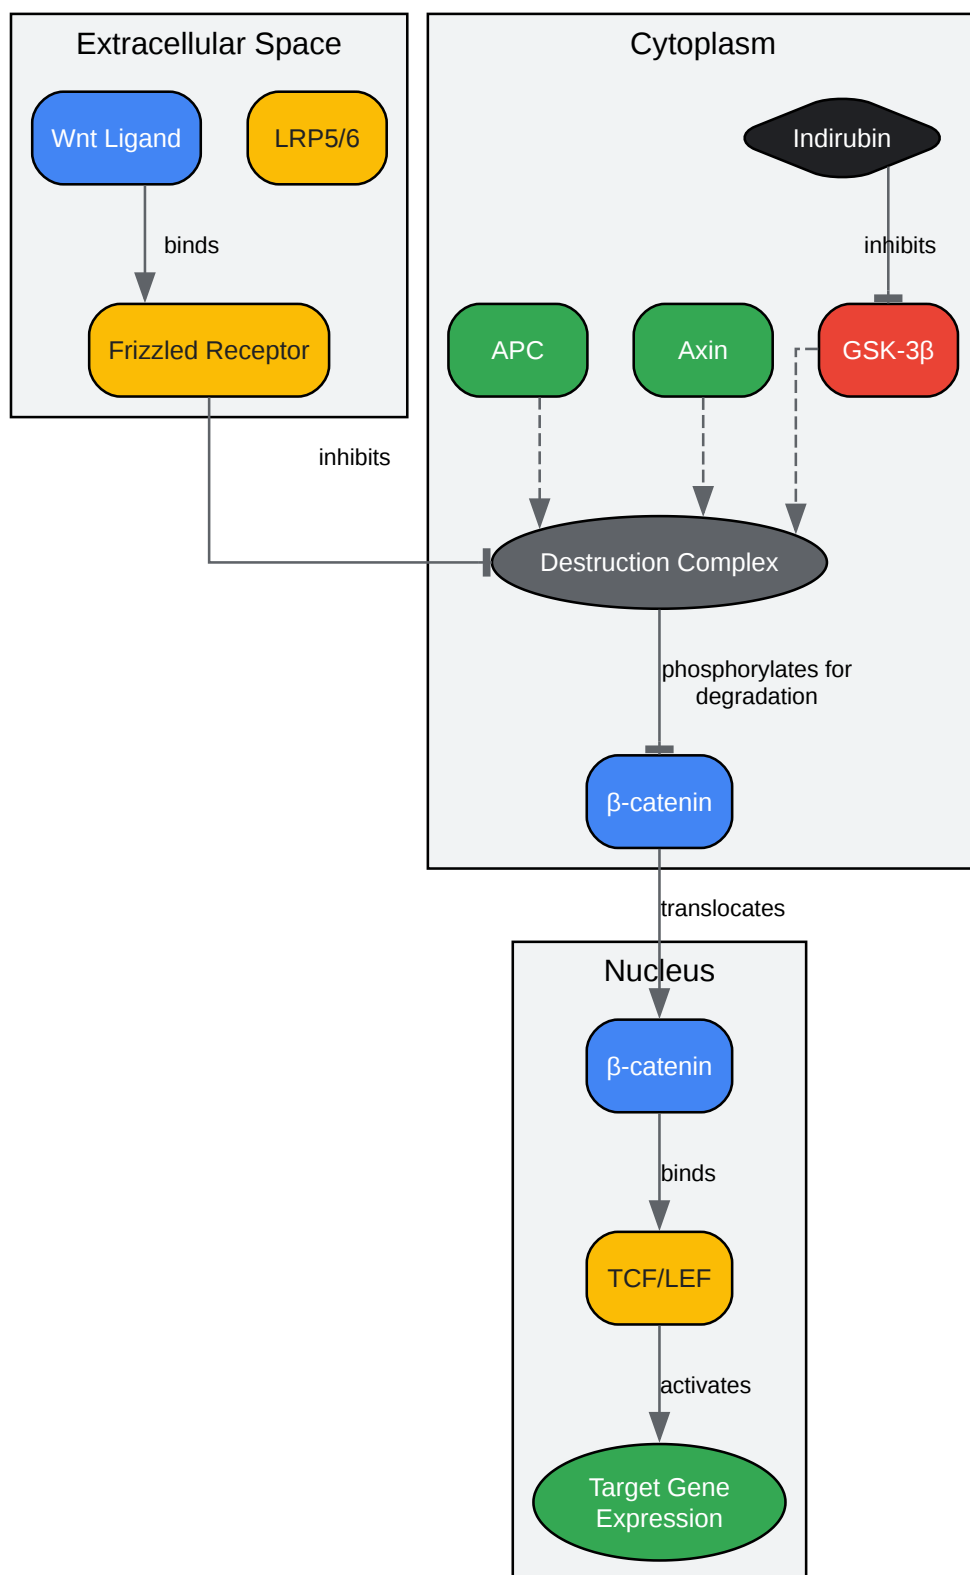 Extracellular Space
Cytoplasm
Wnt Ligand
LRP5/6
Indirubin
binds
inhibits
Frizzled Receptor
APC
Axin
GSK-3β
inhibits
Destruction Complex
phosphorylates for
degradation
β-catenin
translocates
Nucleus
β-catenin
binds
TCF/LEF
activates
Target Gene
Expression